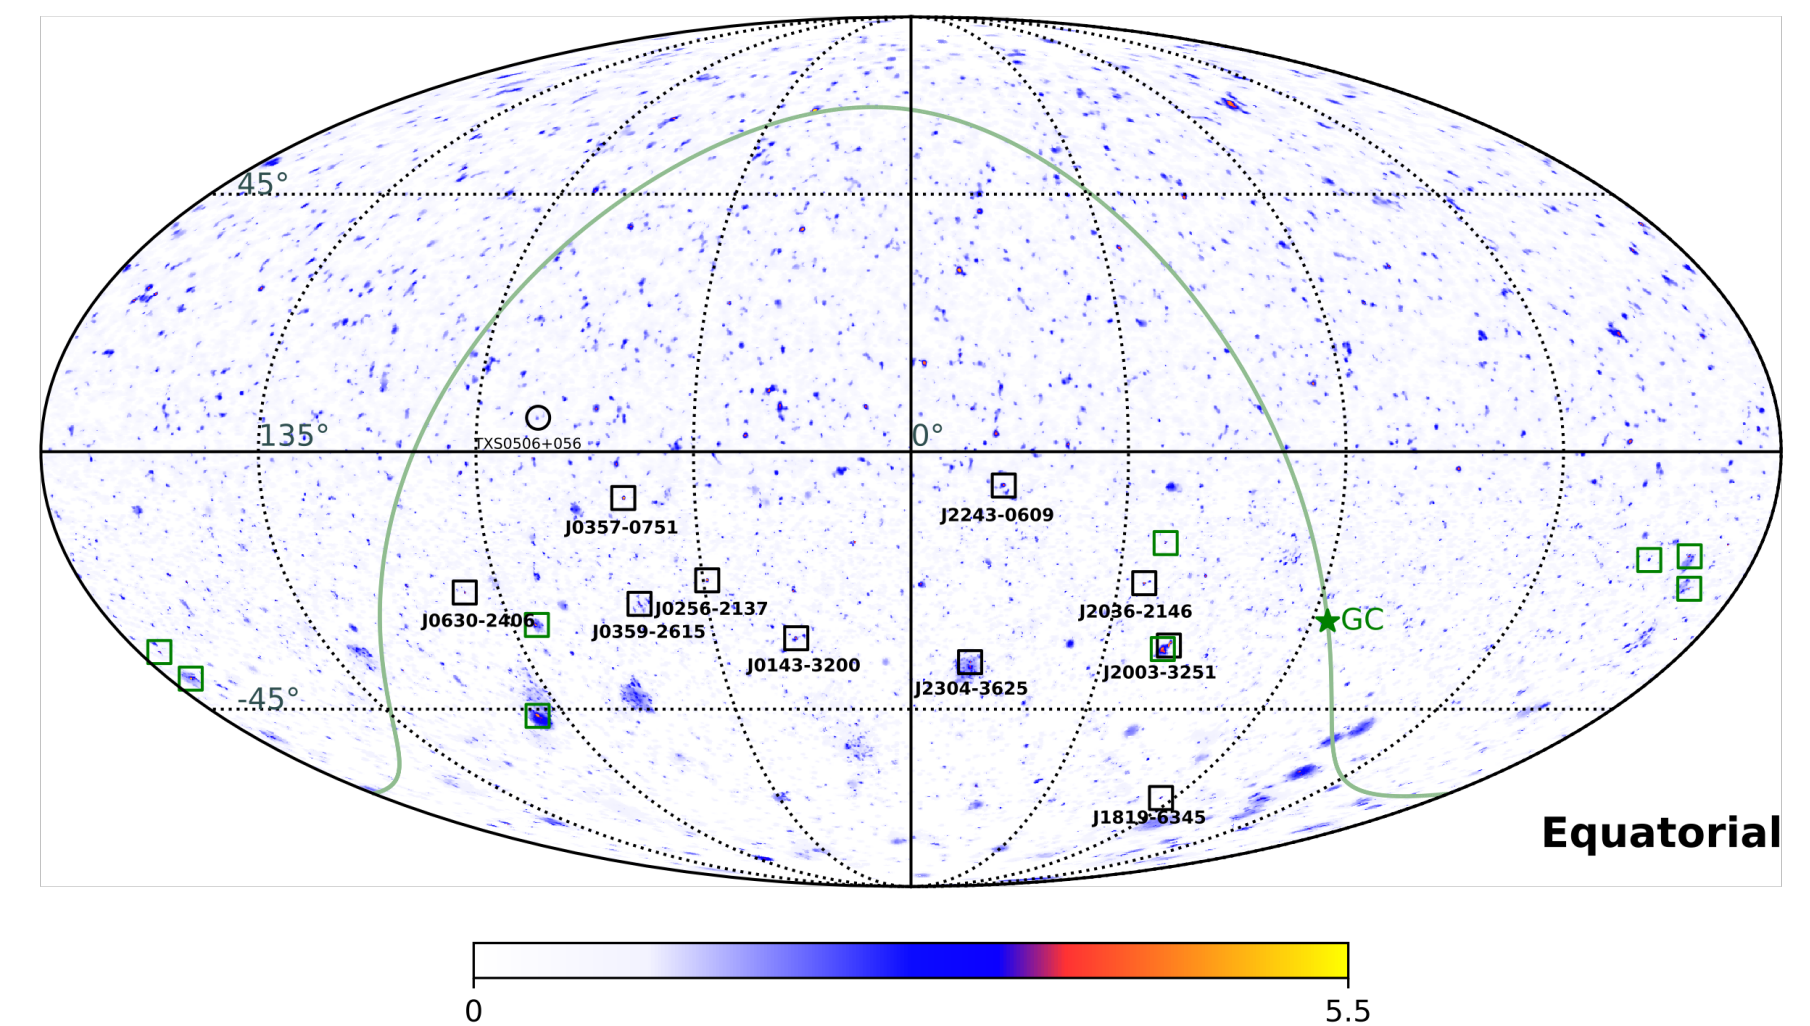 45°
135°
0°
TXS0506+056
J2243-0609
J0357-0751
J0256-2137
J2036-2146
J0630-2406
GC
J0359-2615
J0143-3200
J2003-3251
J2304-3625
-45°
J1819-6345
Equatorial
0
5.5